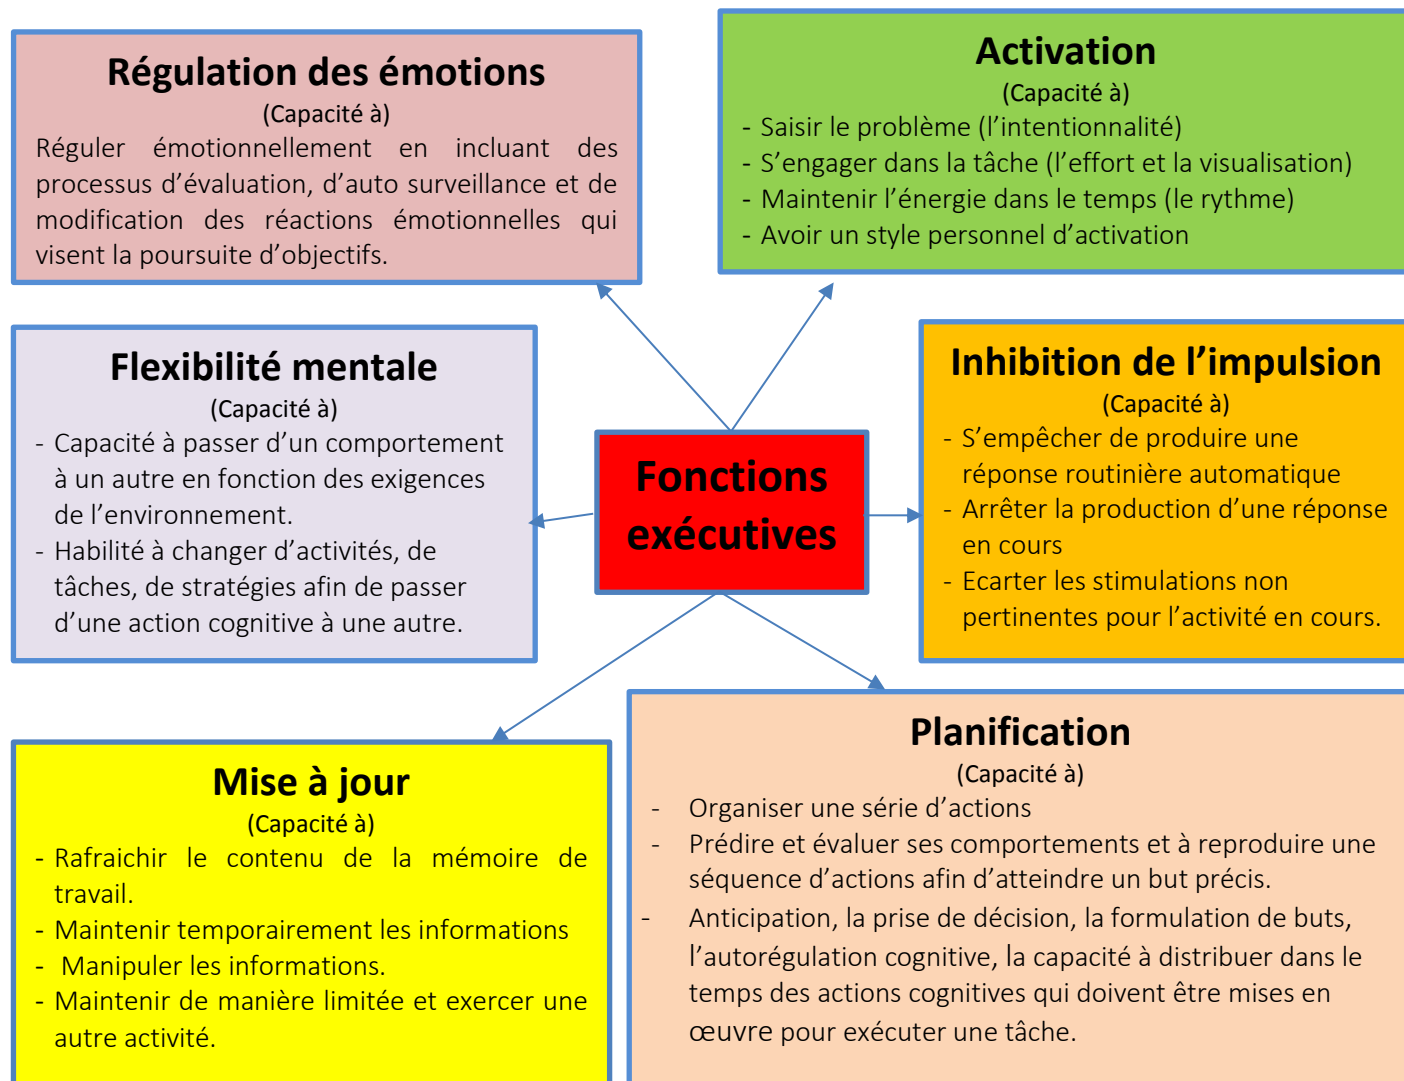 Régulation des émotions
(Capacité à)
Réguler émotionnellement en incluant des
processus d’évaluation, d’auto surveillance et de
modification des réactions émotionnelles qui
visent la poursuite d’objectifs.
Activation
(Capacité à)
- Saisir le problème (l’intentionnalité)
- S’engager dans la tâche (l’effort et la visualisation)
- Maintenir l’énergie dans le temps (le rythme)
- Avoir un style personnel d’activation
Flexibilité mentale
(Capacité à)
- Capacité à passer d’un comportement
à un autre en fonction des exigences
de l’environnement.
- Habilité à changer d’activités, de
tâches, de stratégies afin de passer
d’une action cognitive à une autre.
Fonctions
exécutives
Inhibition de l’impulsion
(Capacité à)
- S’empêcher de produire une
réponse routinière automatique
- Arrêter la production d’une réponse
en cours
- Ecarter les stimulations non
pertinentes pour l’activité en cours.
Mise à jour
(Capacité à)
- Rafraichir le contenu de la mémoire de
travail.
- Maintenir temporairement les informations
- Manipuler les informations.
- Maintenir de manière limitée et exercer une
autre activité.
Planification
(Capacité à)
- Organiser une série d’actions
- Prédire et évaluer ses comportements et à reproduire une
séquence d’actions afin d’atteindre un but précis.
- Anticipation, la prise de décision, la formulation de buts,
l’autorégulation cognitive, la capacité à distribuer dans le
temps des actions cognitives qui doivent être mises en
œuvre pour exécuter une tâche.